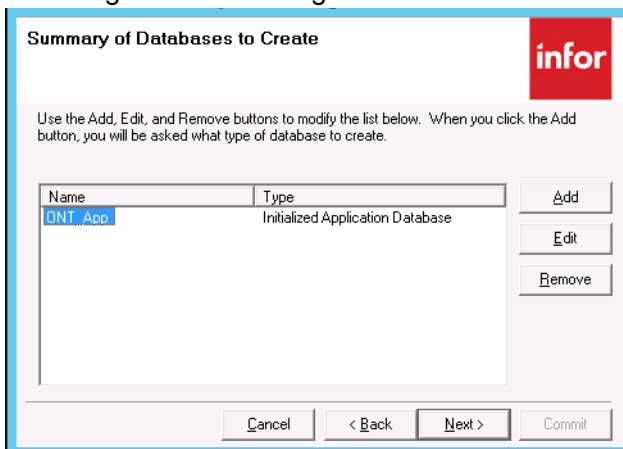 Summary of Databases to Create
infor
Use the Add, Edit, and Remove buttons to modify the list below. When you click the Add
button, you will be asked what type of database to create.
Name Type
ONT_App Initialized Application Database
Add
Edit
Remove
Cancel < Back Next > Commit